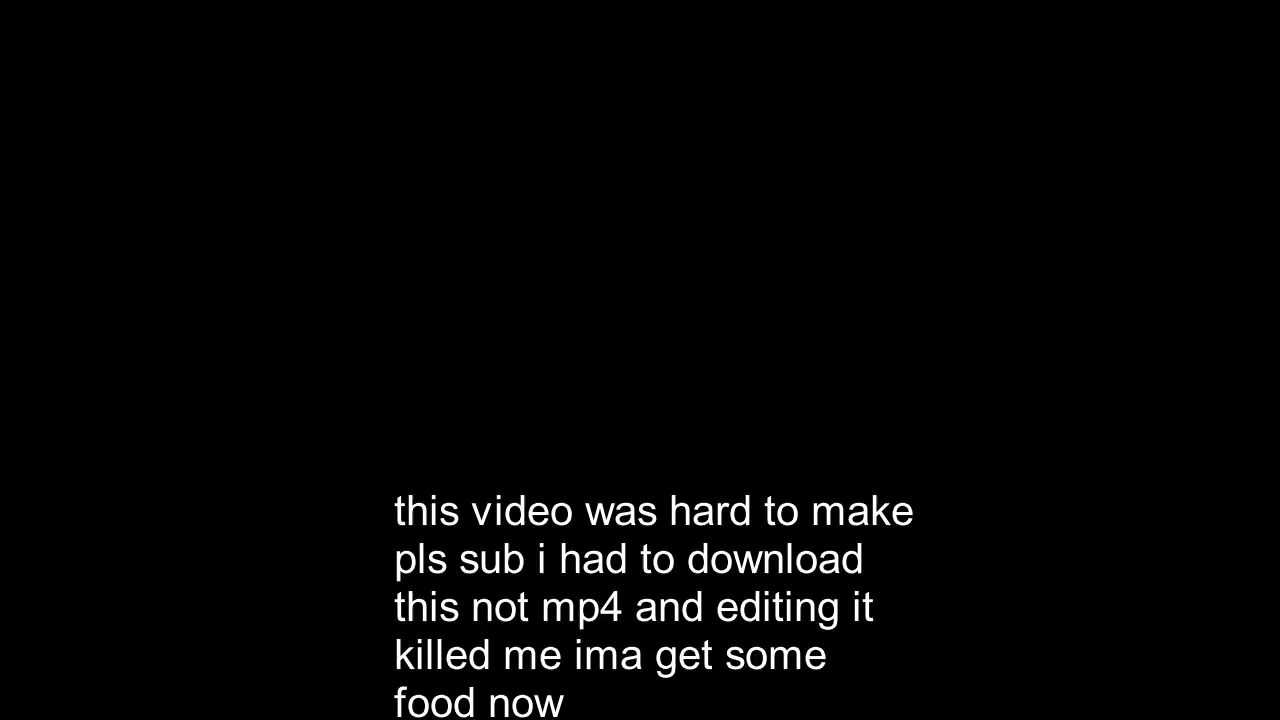 this video was hard to make
pls sub i had to download
this not mp4 and editing it
killed me ima get some
food now